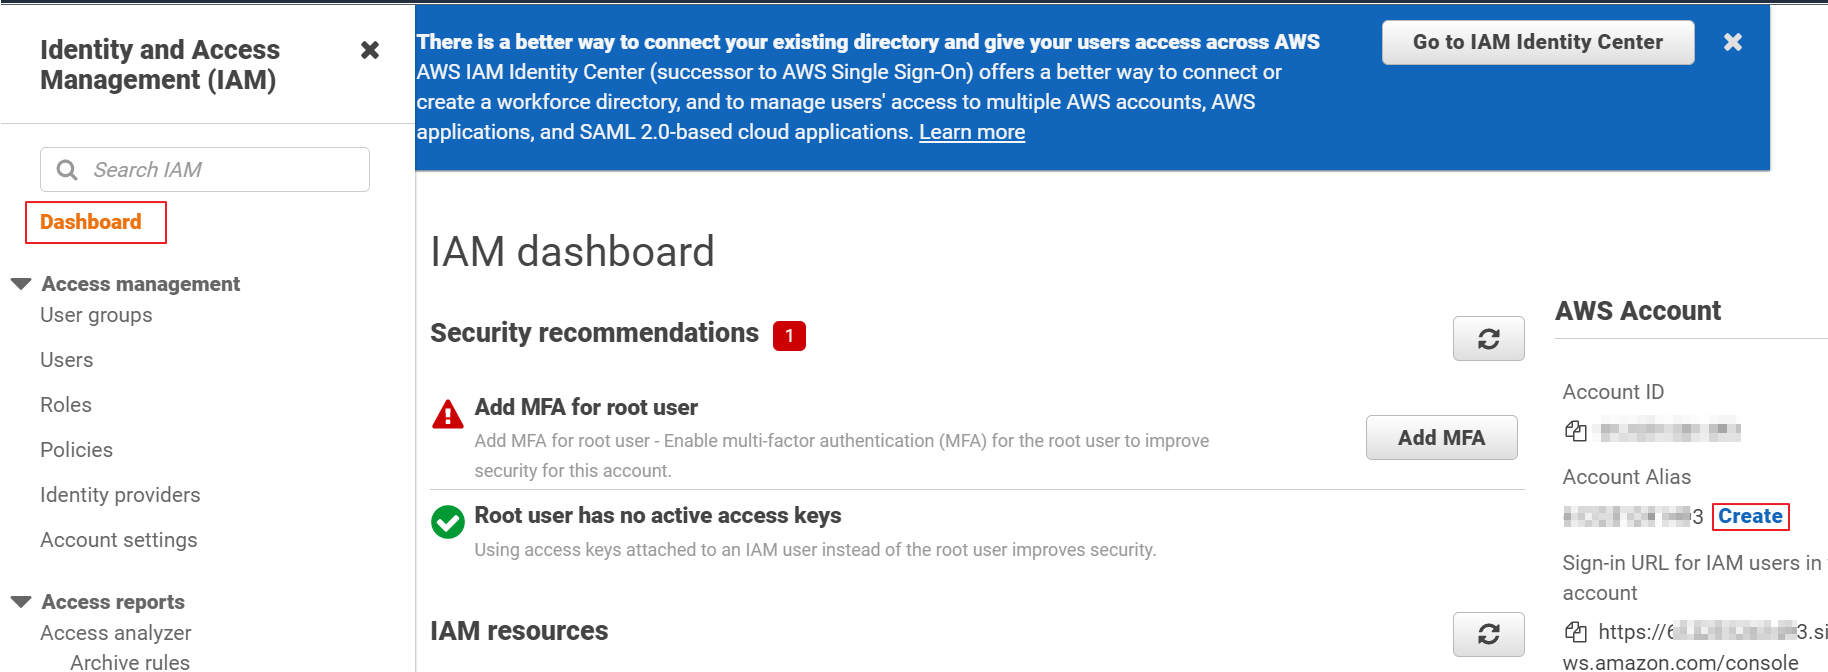 Identity and Access
Management (IAM)
Search IAM
Dashboard
Access management
User groups
Users
Roles
Policies
Identity providers
Account settings
Access reports
Access analyzer
Archive rules
There is a better way to connect your existing directory and give your users access across AWS
AWS IAM Identity Center (successor to AWS Single Sign-On) offers a better way to connect or
create a workforce directory, and to manage users' access to multiple AWS accounts, AWS
applications, and SAML 2.0-based cloud applications. Learn more
Go to IAM Identity Center
IAM dashboard
Security recommendations 1
Add MFA for root user
Add MFA for root user - Enable multi-factor authentication (MFA) for the root user to improve
security for this account.
Add MFA
Root user has no active access keys
Using access keys attached to an IAM user instead of the root user improves security.
IAM resources
AWS Account
Account ID
Account Alias
3 Create
Sign-in URL for IAM users in
account
https://6 3.si
ws.amazon.com/console